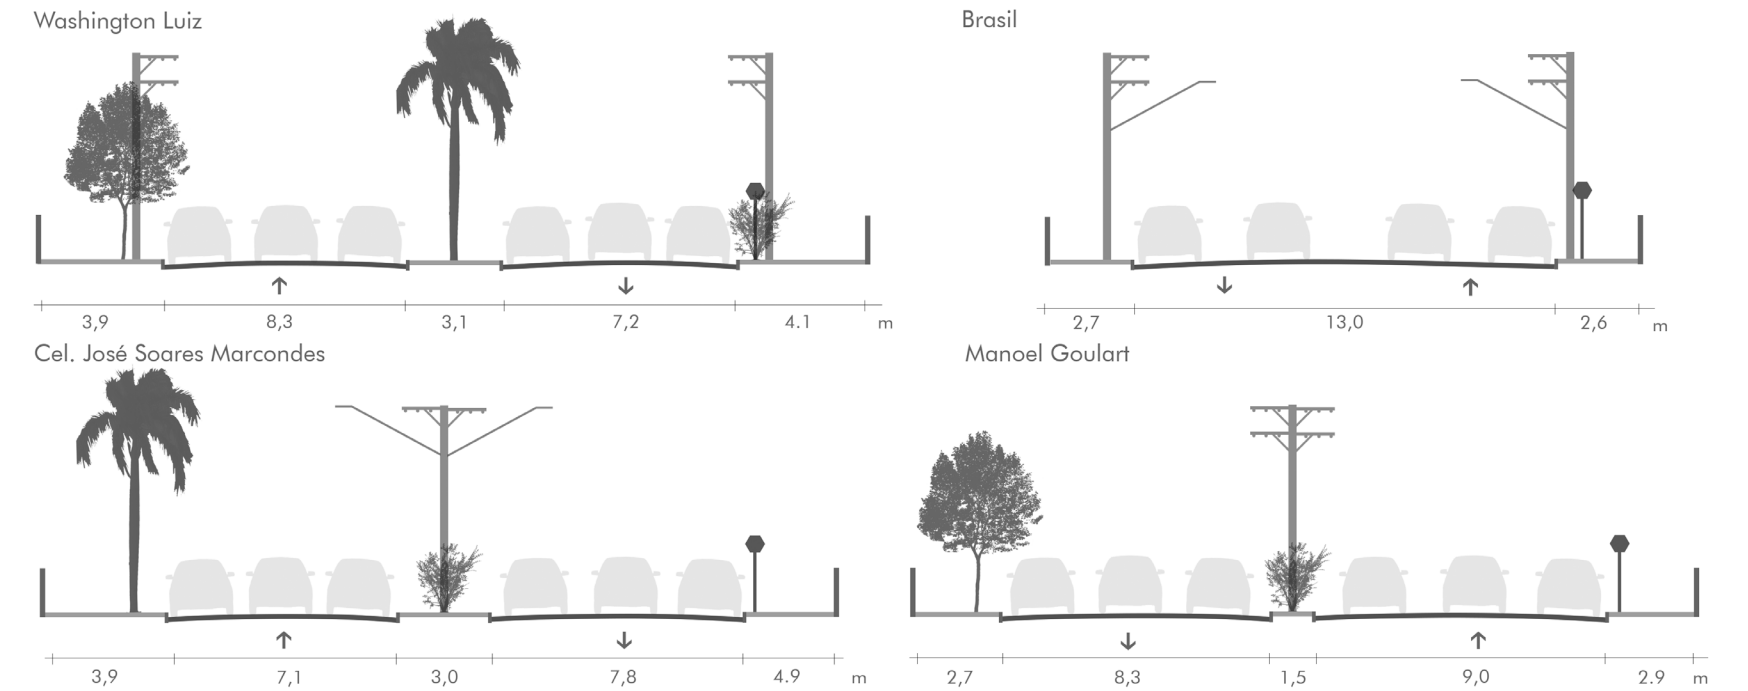 Washington Luiz
Brasil
3,9 8,3 3,1 7,2 4.1 m
2,7 13,0 2,6 m
Cel. José Soares Marcondes
Manoel Goulart
3,9 7,1 3,0 7,8 4.9 m
2,7 8,3 1,5 9,0 2.9 m